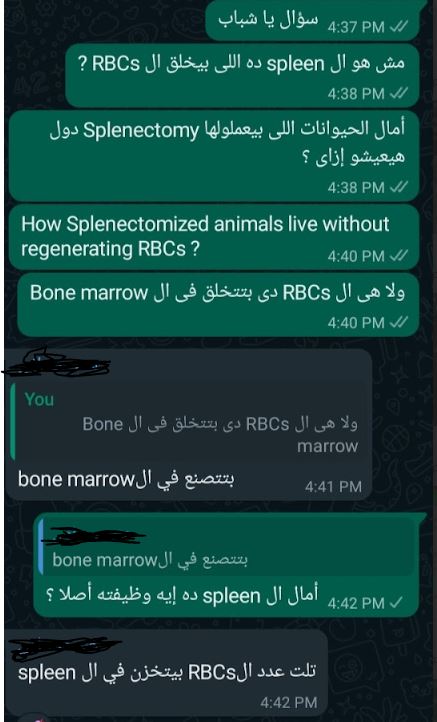 سؤال يا شباب
4:37 PM
مش هو ال spleen ده اللى بيخلق ال RBCs ?
4:38 PM
أمال الحيوانات اللى بيعملولها Splenectomy دول
هيعيشو إزاى ؟
4:38 PM
How Splenectomized animals live without
regenerating RBCs ?
4:40 PM
ولا هى ال RBCs دى بتتخلق فى ال Bone marrow
4:40 PM
You
ولا هى ال RBCs دى بتتخلق فى ال Bone
marrow
بتتصنع في الbone marrow
4:41 PM
بتتصنع في الbone marrow
أمال ال spleen ده إيه وظيفته أصلا ؟
4:42 PM
تلت عدد الRBCs بيتخزن في ال spleen
4:42 PM